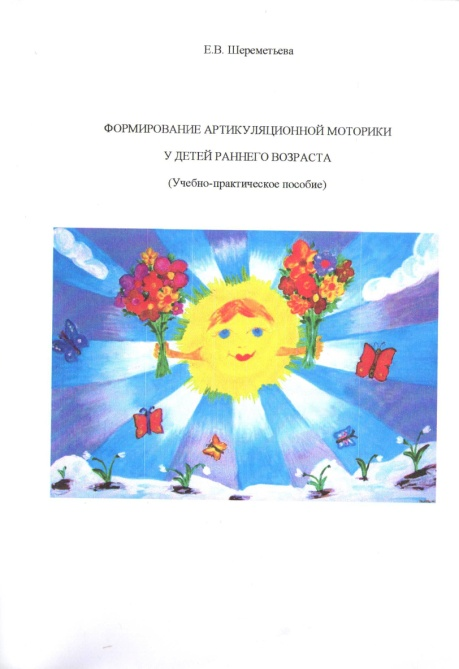 Е.В. Шереметьева
ФОРМИРОВАНИЕ АРТИКУЛЯЦИОННОЙ МОТОРИКИ
У ДЕТЕЙ РАННЕГО ВОЗРАСТА
(Учебно-практическое пособие)